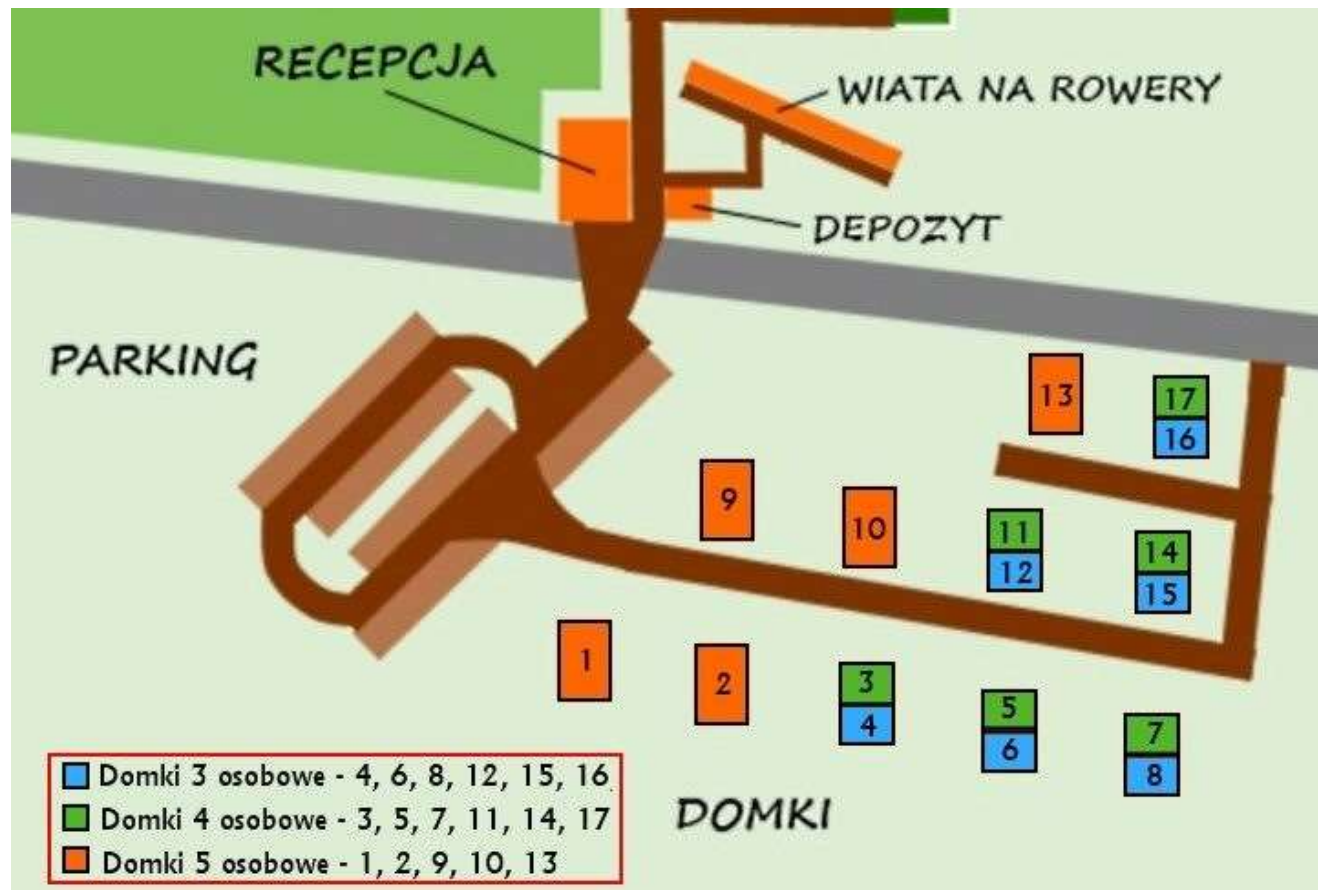 RECEPCJA
WIATA NA ROWERY
DEPOZYT
PARKING
13
17
16
9
10
11
12
14
15
1
2
3
4
5
6
7
8
Domki 3 osobowe - 4, 6, 8, 12, 15, 16
Domki 4 osobowe - 3, 5, 7, 11, 14, 17
Domki 5 osobowe - 1, 2, 9, 10, 13
DOMKI